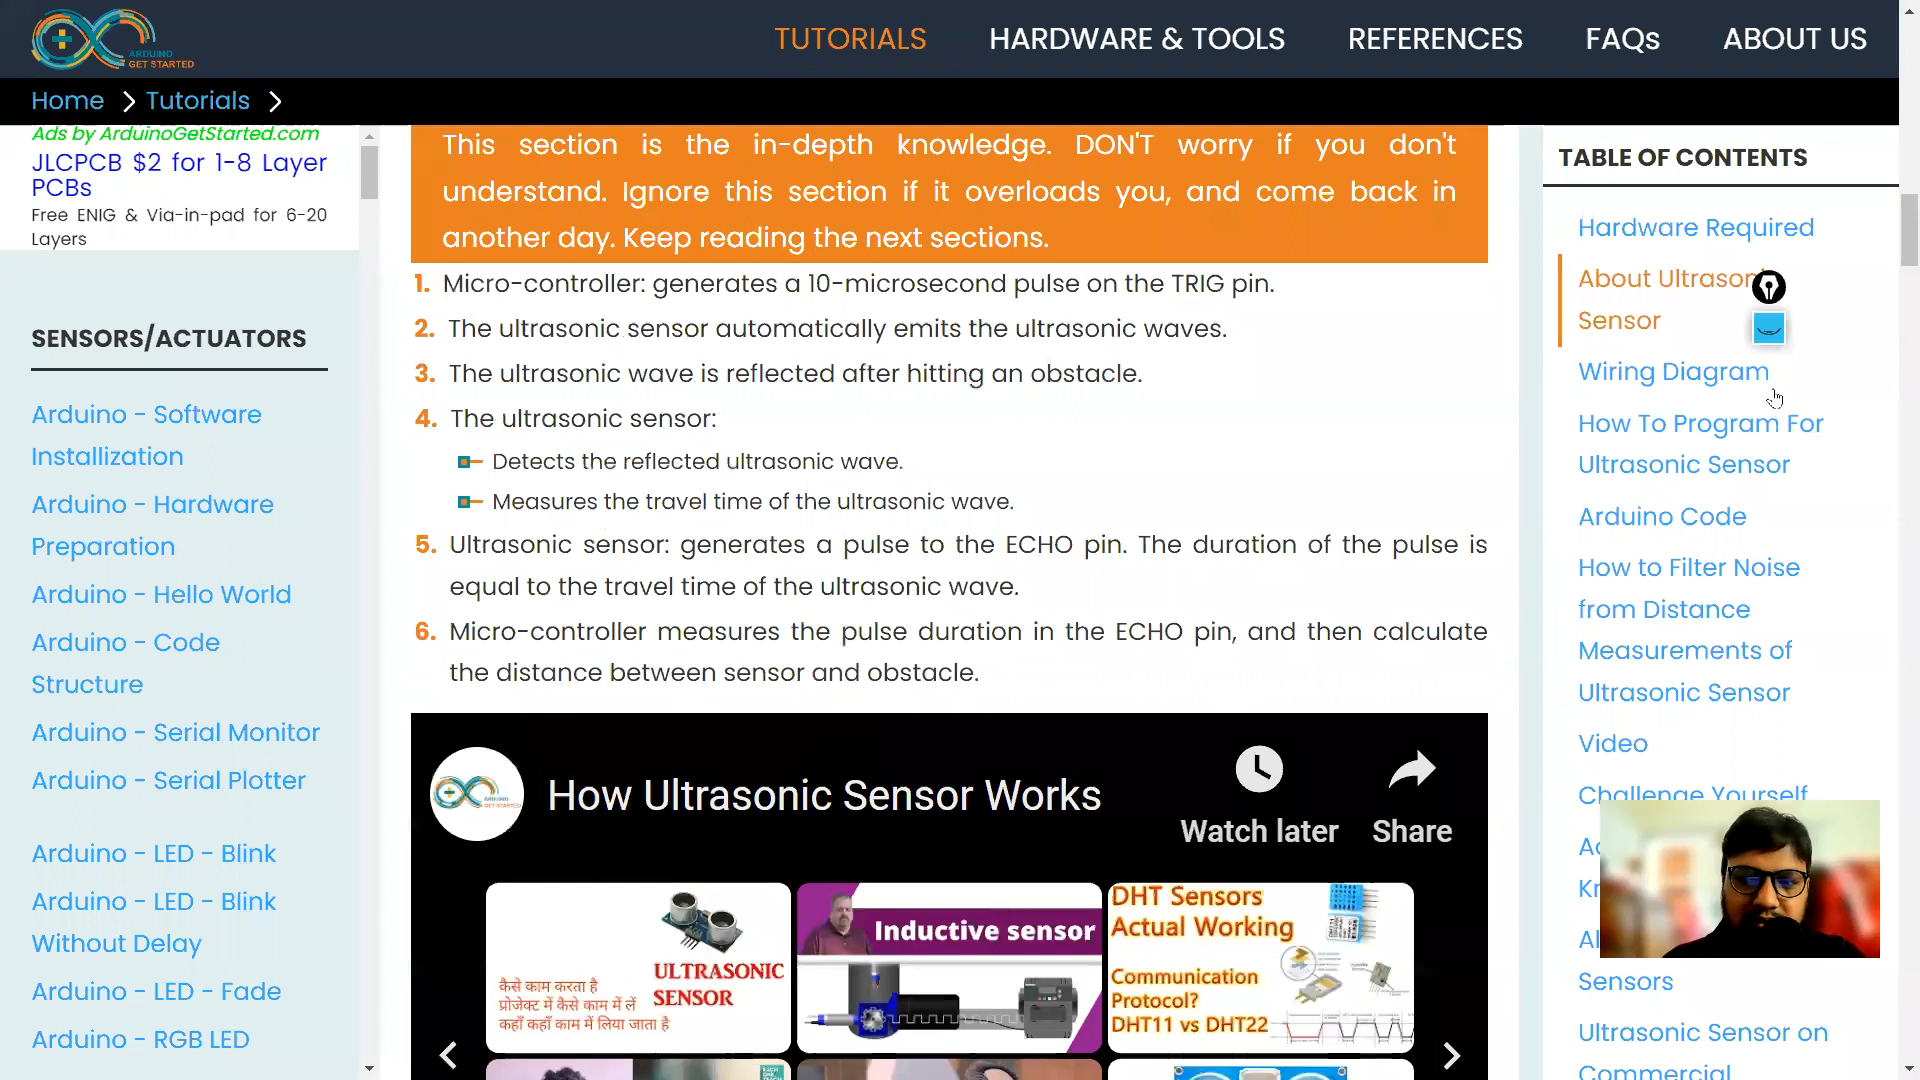 ARDUINO
GET STARTED
TUTORIALS
HARDWARE & TOOLS
REFERENCES
FAQs
ABOUT US
Home
Tutorials
Ads by ArduinoGetStarted.com
JLCPCB $2 for 1-8 Layer
PCBs
Free ENIG & Via-in-pad for 6-20
Layers
SENSORS/ACTUATORS
Arduino - Software
Installization
Arduino - Hardware
Preparation
Arduino - Hello World
Arduino - Code
Structure
Arduino - Serial Monitor
Arduino - Serial Plotter
Arduino - LED - Blink
Arduino - LED - Blink
Without Delay
Arduino - LED - Fade
Arduino - RGB LED
This section is the in-depth knowledge. DON'T worry if you don't
understand. Ignore this section if it overloads you, and come back in
another day. Keep reading the next sections.
1. Micro-controller: generates a 10-microsecond pulse on the TRIG pin.
2. The ultrasonic sensor automatically emits the ultrasonic waves.
3. The ultrasonic wave is reflected after hitting an obstacle.
4. The ultrasonic sensor:
Detects the reflected ultrasonic wave.
Measures the travel time of the ultrasonic wave.
5. Ultrasonic sensor: generates a pulse to the ECHO pin. The duration of the pulse is
equal to the travel time of the ultrasonic wave.
6. Micro-controller measures the pulse duration in the ECHO pin, and then calculate
the distance between sensor and obstacle.
How Ultrasonic Sensor Works
Watch later
Share
कैसे काम करता है
प्रोजेक्ट में कैसे काम में लें
कहाँ कहाँ काम में लिया जाता है
ULTRASONIC
SENSOR
Inductive sensor
DHT Sensors
Actual Working
Communication
Protocol?
DHT11 vs DHT22
TABLE OF CONTENTS
Hardware Required
About Ultrason
Sensor
Wiring Diagram
How To Program For
Ultrasonic Sensor
Arduino Code
How to Filter Noise
from Distance
Measurements of
Ultrasonic Sensor
Video
Challenge Yourself
Sensors
Ultrasonic Sensor on
Commercial